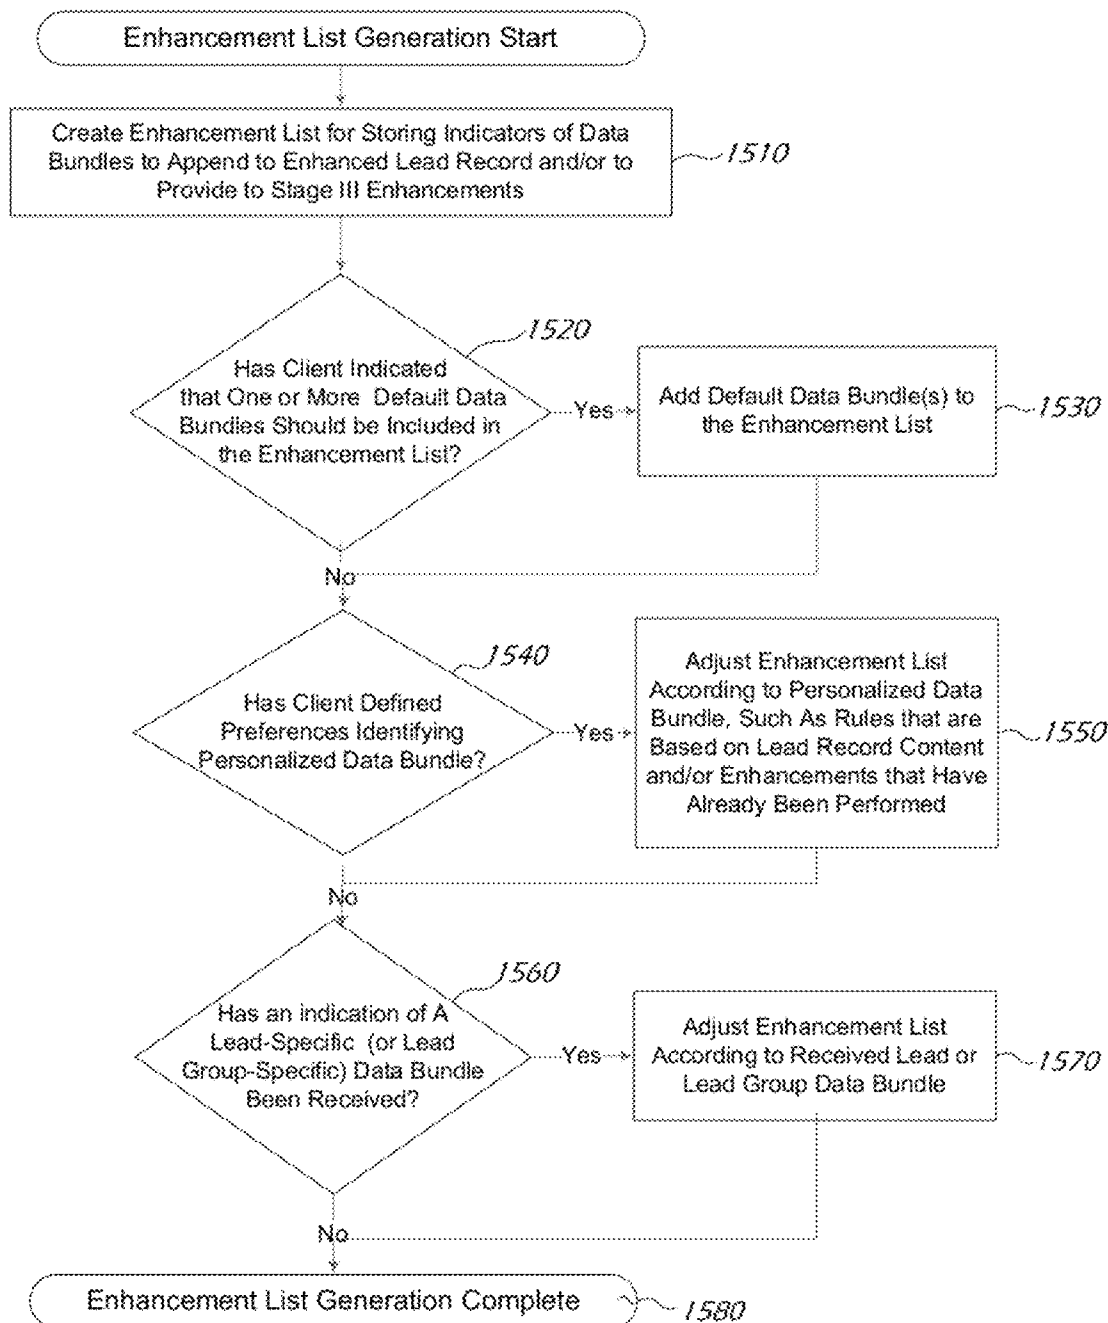 Enhancement List Generation Start
Create Enhancement List for Storing Indicators of Data
Bundles to Append to Enhanced Lead Record and/or to
Provide to Stage III Enhancements
1510
1520
Has Client Indicated
that One or More Default Data
Bundles Should be Included in
the Enhancement List?
Yes
Add Default Data Bundle(s) to
the Enhancement List
1530
No
1540
Has Client Defined
Preferences Identifying
Personalized Data Bundle?
Yes
Adjust Enhancement List
According to Personalized Data
Bundle, Such As Rules that are
Based on Lead Record Content
and/or Enhancements that Have
Already Been Performed
1550
No
1560
Has an indication of A
Lead-Specific (or Lead
Group-Specific) Data Bundle
Been Received?
Yes
Adjust Enhancement List
According to Received Lead or
Lead Group Data Bundle
1570
No
Enhancement List Generation Complete
1580